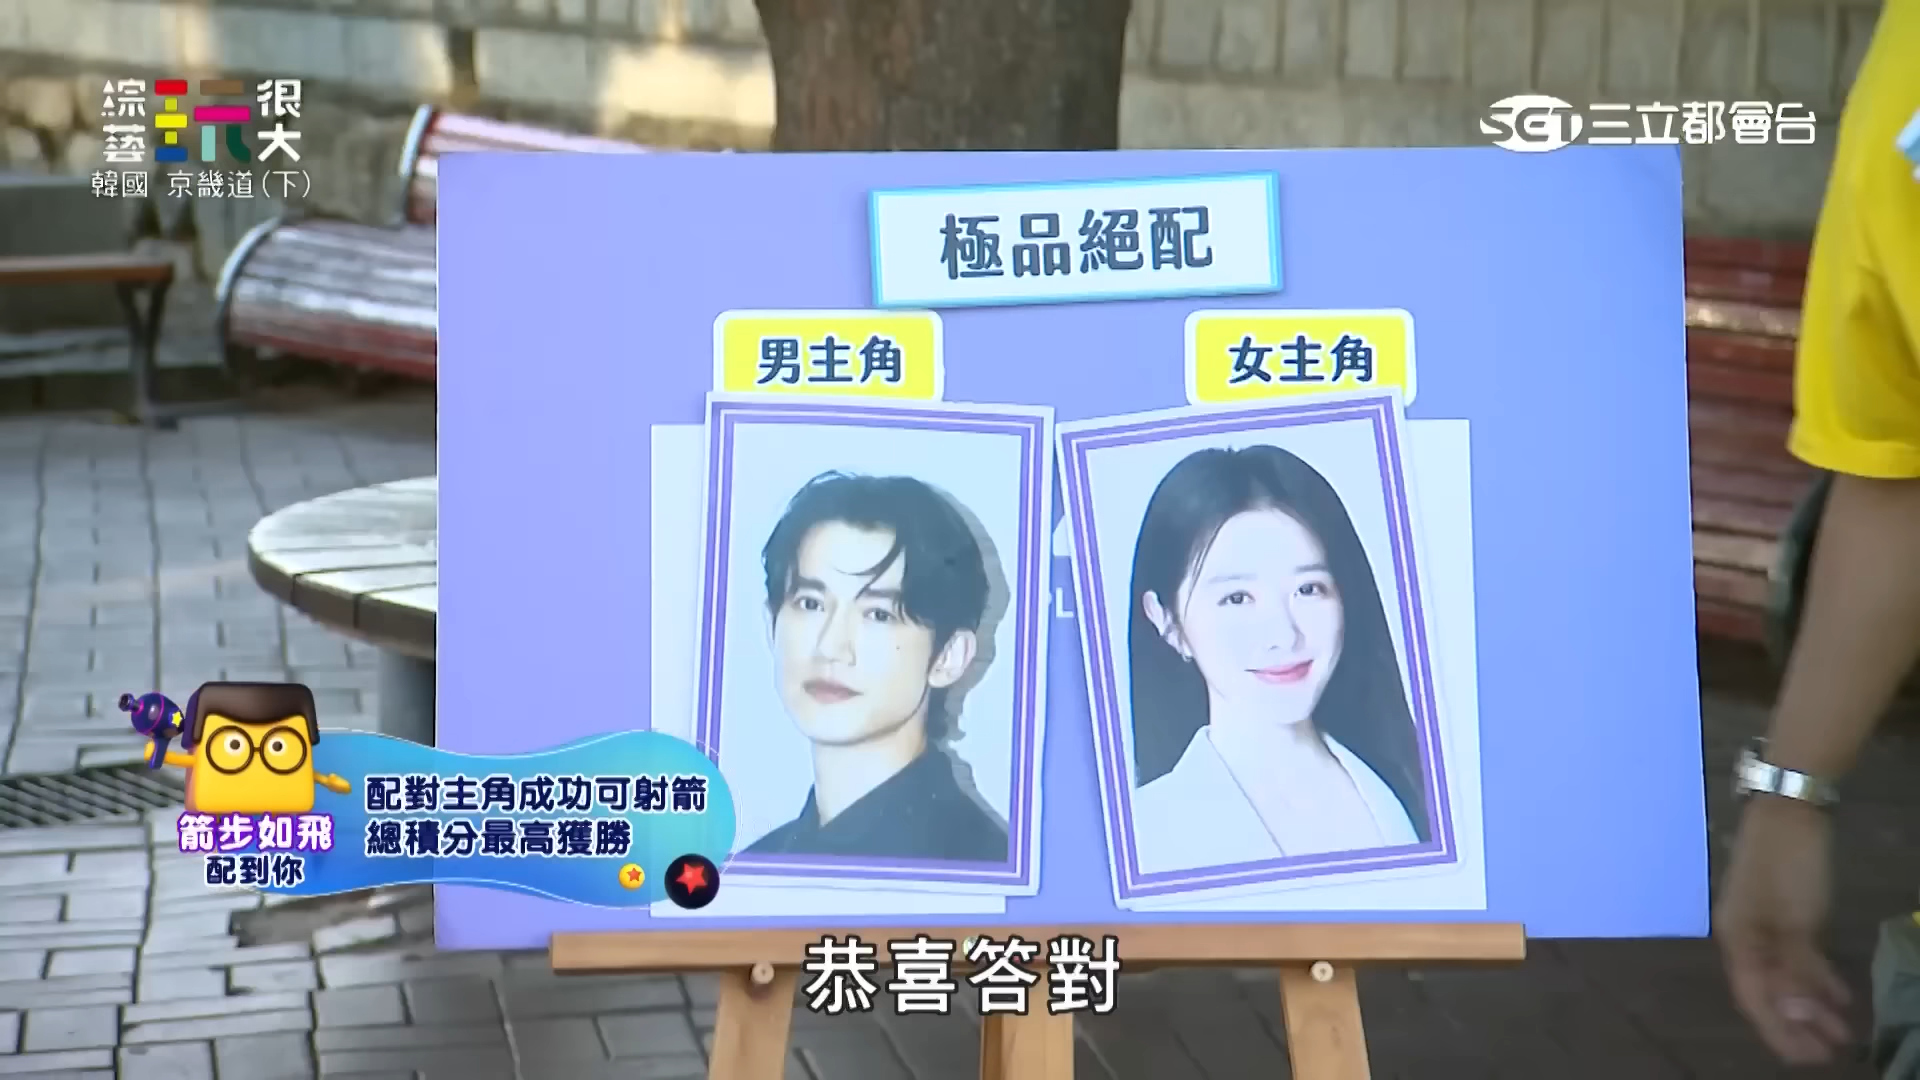 綜藝玩很大
韓國 京畿道(下)
SET三立都會台
極品絕配
男主角
女主角
配對主角成功可射箭
總積分最高獲勝
箭步如飛
配到你
恭喜答對